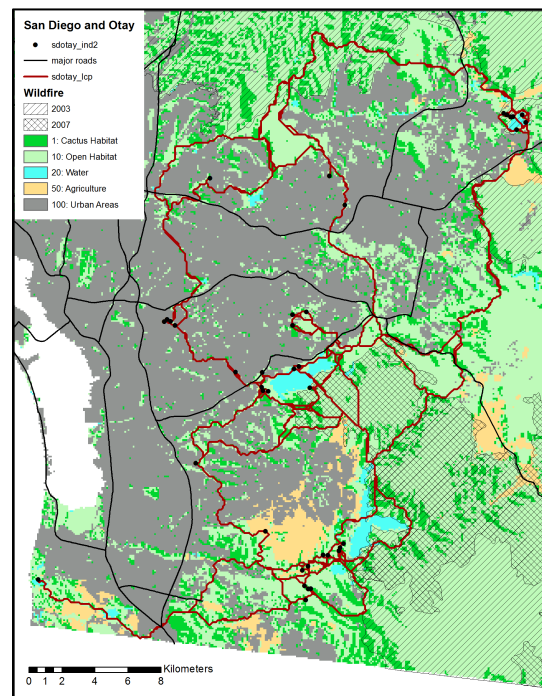 San Diego and Otay
sdotay_ind2
major roads
sdotay_lcp
Wildfire
2003
2007
1: Cactus Habitat
10: Open Habitat
20: Water
50: Agriculture
100: Urban Areas
0 1 2 4 6 8
Kilometers